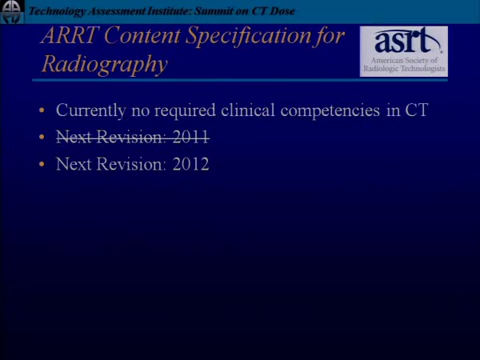 Technology Assessment Institute: Summit on CT Dose
ARRT Content Specification for
Radiography
asrt
American Society of
Radiologic Technologists
• Currently no required clinical competencies in CT
• Next Revision: 2011
• Next Revision: 2012